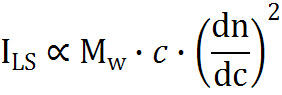 I_LS ∝ M_w · c · (dn/dc)^2